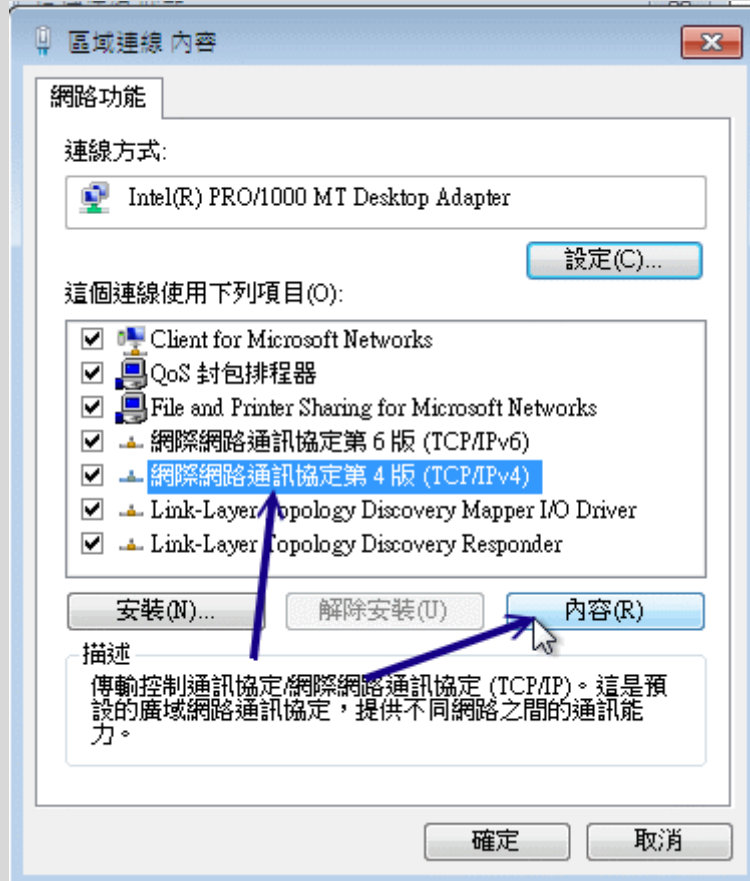 區域連線 內容
網路功能
連線方式:
Intel(R) PRO/1000 MT Desktop Adapter
設定(C)...
這個連線使用下列項目(O):
Client for Microsoft Networks
QoS 封包排程器
File and Printer Sharing for Microsoft Networks
網際網路通訊協定第 6 版 (TCP/IPv6)
網際網路通訊協定第 4 版 (TCP/IPv4)
Link-Layer Topology Discovery Mapper I/O Driver
Link-Layer Topology Discovery Responder
安裝(N)...
解除安裝(U)
內容(R)
描述
傳輸控制通訊協定/網際網路通訊協定 (TCP/IP)。這是預
設的廣域網路通訊協定，提供不同網路之間的通訊能
力。
確定
取消